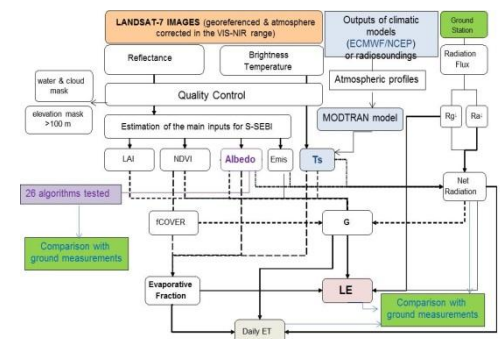 LANDSAT-7 IMAGES (georeferenced & atmosphere
corrected in the VIS-NIR range)
Outputs of climatic
models
(ECMWF/NCEP)
or radiosoundings
Ground
Station
Reflectance
Brightness
Temperature
Radiation
Flux
water & cloud
mask
Quality Control
Atmospheric profiles
elevation mask
>100 m
Estimation of the main inputs for S-SEBI
MODTRAN model
Rg↓
Ra↓
LAI
NDVI
Albedo
Emis
Ts
26 algorithms tested
Net
Radiation
fCOVER
G
Comparison with
ground measurements
Evaporative
Fraction
LE
Comparison with
ground measurements
Daily ET